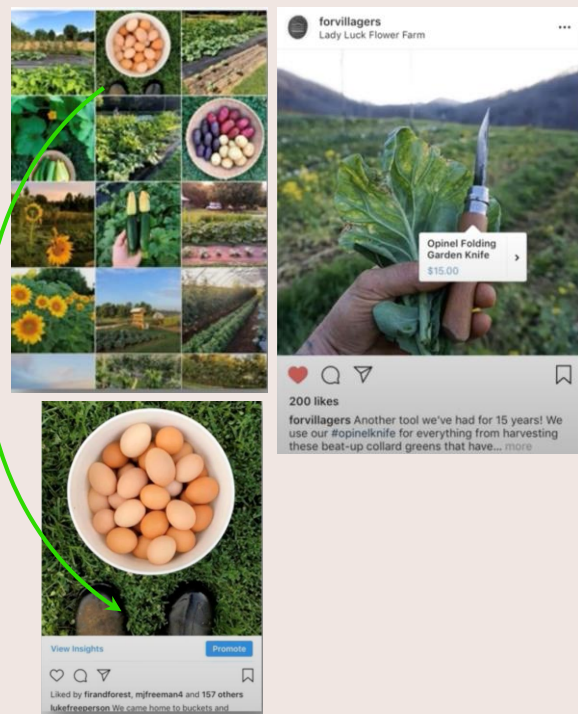 forvillagers
Lady Luck Flower Farm
Opinel Folding
Garden Knife
$15.00
200 likes
forvillagers Another tool we've had for 15 years! We
use our #opinelknife for everything from harvesting
these beat-up collard greens that have... more
View Insights
Promote
Liked by firandforest, mjfreeman4 and 157 others
lukefreeperson We came home to buckets and